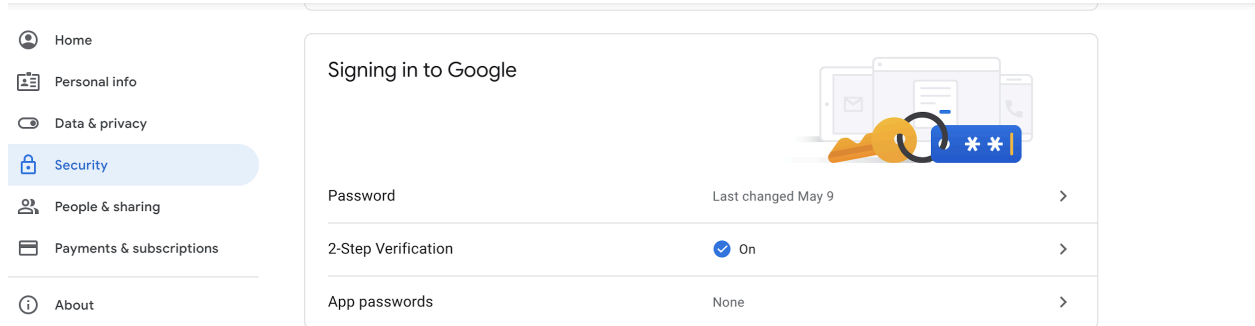 Home
Personal info
Data & privacy
Security
People & sharing
Payments & subscriptions
About
Signing in to Google
**
Password Last changed May 9
2-Step Verification On
App passwords None